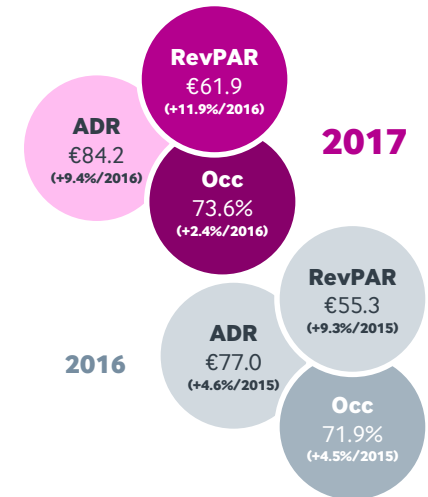 RevPAR
€61.9
(+11.9%/2016)
ADR
€84.2
(+9.4%/2016)
2017
Occ
73.6%
(+2.4%/2016)
RevPAR
€55.3
(+9.3%/2015)
ADR
€77.0
(+4.6%/2015)
2016
Occ
71.9%
(+4.5%/2015)